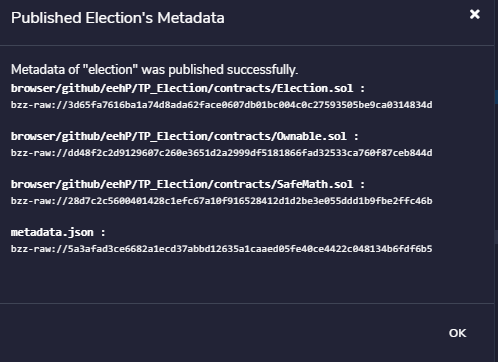 Published Election's Metadata
×
Metadata of "election" was published successfully.
browser/github/eehP/TP_Election/contracts/Election.sol :
bzz-raw://3d65fa7616ba1a74d8ada62face0607db01bc004c0c27593505be9ca0314834d
browser/github/eehP/TP_Election/contracts/Ownable.sol :
bzz-raw://dd48f2c2d9129607c260e3651d2a2999df5181866fad32533ca760f87ceb844d
browser/github/eehP/TP_Election/contracts/SafeMath.sol :
bzz-raw://28d7c2c5600401428c1efc67a10f916528412d1d2be3e055ddd1b9fbe2ffc46b
metadata.json :
bzz-raw://5a3afad3ce6682a1ecd37abbd12635a1caaed05fe40ce4422c048134b6fdf6b5
OK